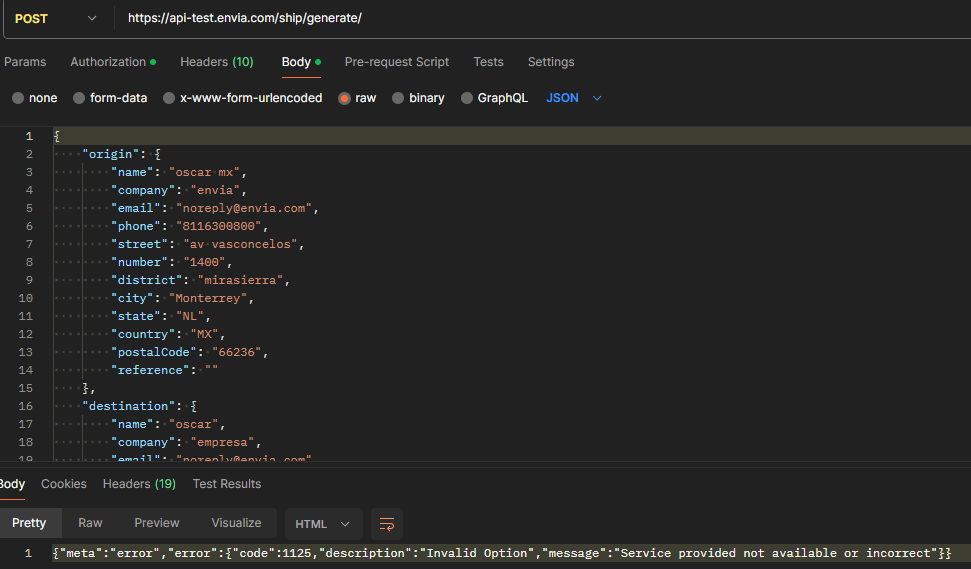 POST https://api-test.envia.com/ship/generate/
Params Authorization Headers (10) Body Pre-request Script Tests Settings
none form-data x-www-form-urlencoded raw binary GraphQL JSON
1 {
2 "origin": {
3 "name": "oscar mx",
4 "company": "envia",
5 "email": "noreply@envia.com",
6 "phone": "8116300800",
7 "street": "av vasconcelos",
8 "number": "1400",
9 "district": "mirasierra",
10 "city": "Monterrey",
11 "state": "NL",
12 "country": "MX",
13 "postalCode": "66236",
14 "reference": ""
15 },
16 "destination": {
17 "name": "oscar",
18 "company": "empresa",
19 "email": "noreply@envia.com"
Body Cookies Headers (19) Test Results
Pretty Raw Preview Visualize HTML
1 {"meta":"error","error":{"code":1125,"description":"Invalid Option","message":"Service provided not available or incorrect"}}